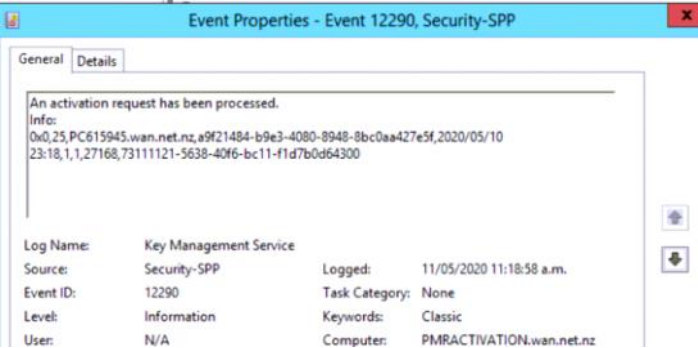 Event Properties - Event 12290, Security-SPP
x
General Details
An activation request has been processed.
Info:
0x0,25,PC615945.wan.net.nz,a9f21484-b9e3-4080-8948-8bc0aa427e5f,2020/05/10
23:18,1,1,27168,73111121-5638-40f6-bc11-f1d7b0d64300
Log Name: Key Management Service
Source: Security-SPP Logged: 11/05/2020 11:18:58 a.m.
Event ID: 12290 Task Category: None
Level: Information Keywords: Classic
User: N/A Computer: PMRACTIVATION.wan.net.nz